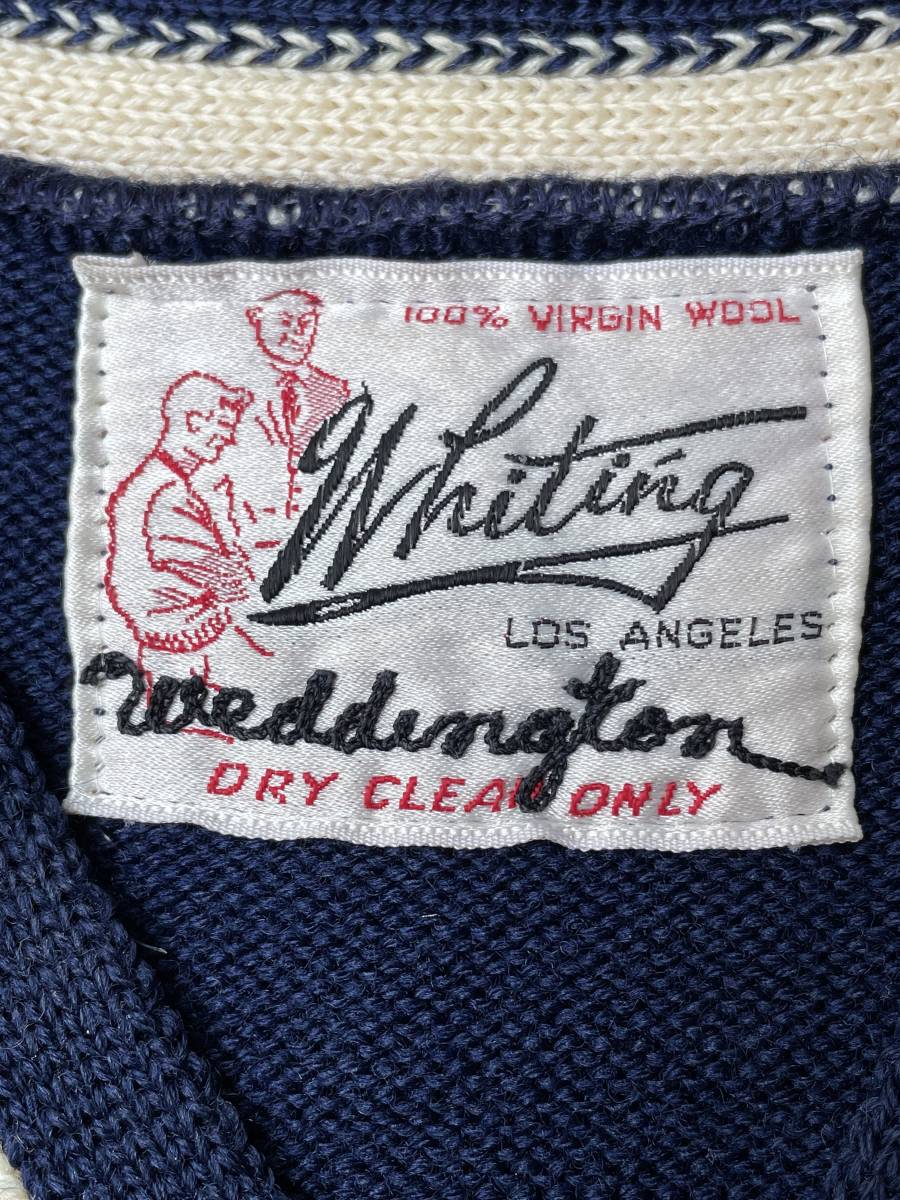 100% VIRGIN WOOL
Whiting
LOS ANGELES
Weddington
DRY CLEAN ONLY